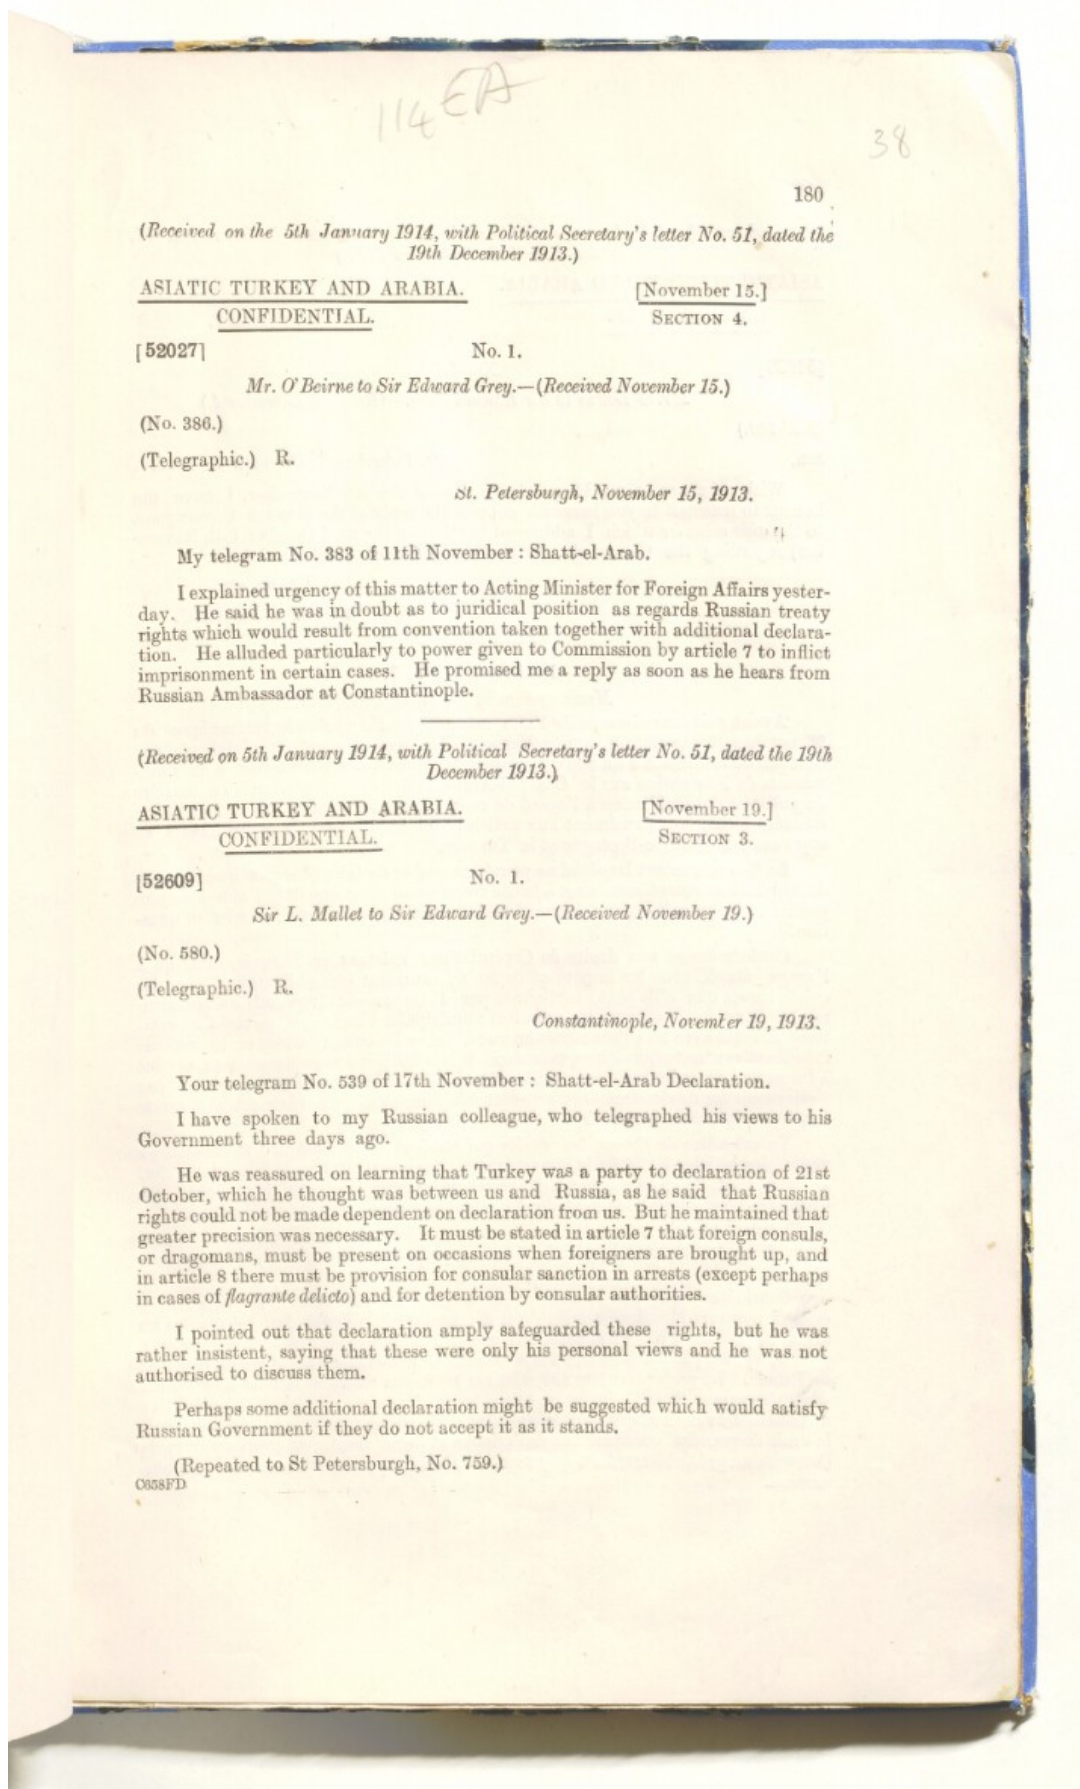 114 EA
38
180
(Received on the 5th January 1914, with Political Secretary's letter No. 51, dated the
19th December 1913.)
ASIATIC TURKEY AND ARABIA.
[November 15.]
CONFIDENTIAL.
SECTION 4.
[52027]
No. 1.
Mr. O'Beirne to Sir Edward Grey.—(Received November 15.)
(No. 386.)
(Telegraphic.) R.
St. Petersburgh, November 15, 1913.
My telegram No. 383 of 11th November : Shatt-el-Arab.
I explained urgency of this matter to Acting Minister for Foreign Affairs yester-
day. He said he was in doubt as to juridical position as regards Russian treaty
rights which would result from convention taken together with additional declara-
tion. He alluded particularly to power given to Commission by article 7 to inflict
imprisonment in certain cases. He promised me a reply as soon as he hears from
Russian Ambassador at Constantinople.
(Received on 5th January 1914, with Political Secretary's letter No. 51, dated the 19th
December 1913.)
ASIATIC TURKEY AND ARABIA.
[November 19.]
CONFIDENTIAL.
SECTION 3.
[52609]
No. 1.
Sir L. Mallet to Sir Edward Grey.—(Received November 19.)
(No. 580.)
(Telegraphic.) R.
Constantinople, November 19, 1913.
Your telegram No. 539 of 17th November : Shatt-el-Arab Declaration.
I have spoken to my Russian colleague, who telegraphed his views to his
Government three days ago.
He was reassured on learning that Turkey was a party to declaration of 21st
October, which he thought was between us and Russia, as he said that Russian
rights could not be made dependent on declaration from us. But he maintained that
greater precision was necessary. It must be stated in article 7 that foreign consuls,
or dragomans, must be present on occasions when foreigners are brought up, and
in article 8 there must be provision for consular sanction in arrests (except perhaps
in cases of flagrante delicto) and for detention by consular authorities.
I pointed out that declaration amply safeguarded these rights, but he was
rather insistent, saying that these were only his personal views and he was not
authorised to discuss them.
Perhaps some additional declaration might be suggested which would satisfy
Russian Government if they do not accept it as it stands.
(Repeated to St Petersburgh, No. 759.)
C658FD